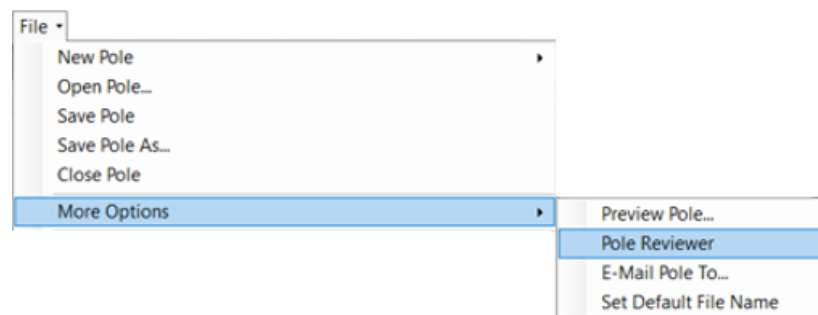 File
New Pole
Open Pole...
Save Pole
Save Pole As...
Close Pole
More Options
Preview Pole...
Pole Reviewer
E-Mail Pole To...
Set Default File Name